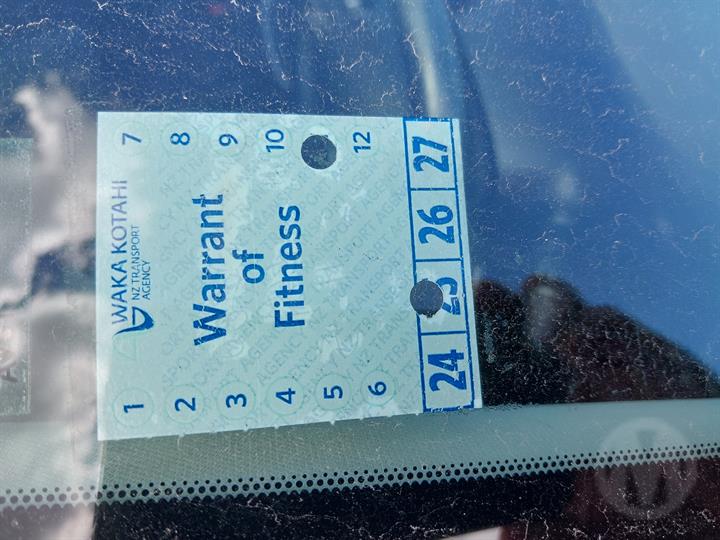 WAKA KOTAHI
NZ TRANSPORT
AGENCY
Warrant
of
Fitness
1 7
2 8
3 9
4 10
5
6 12
24 25 26 27